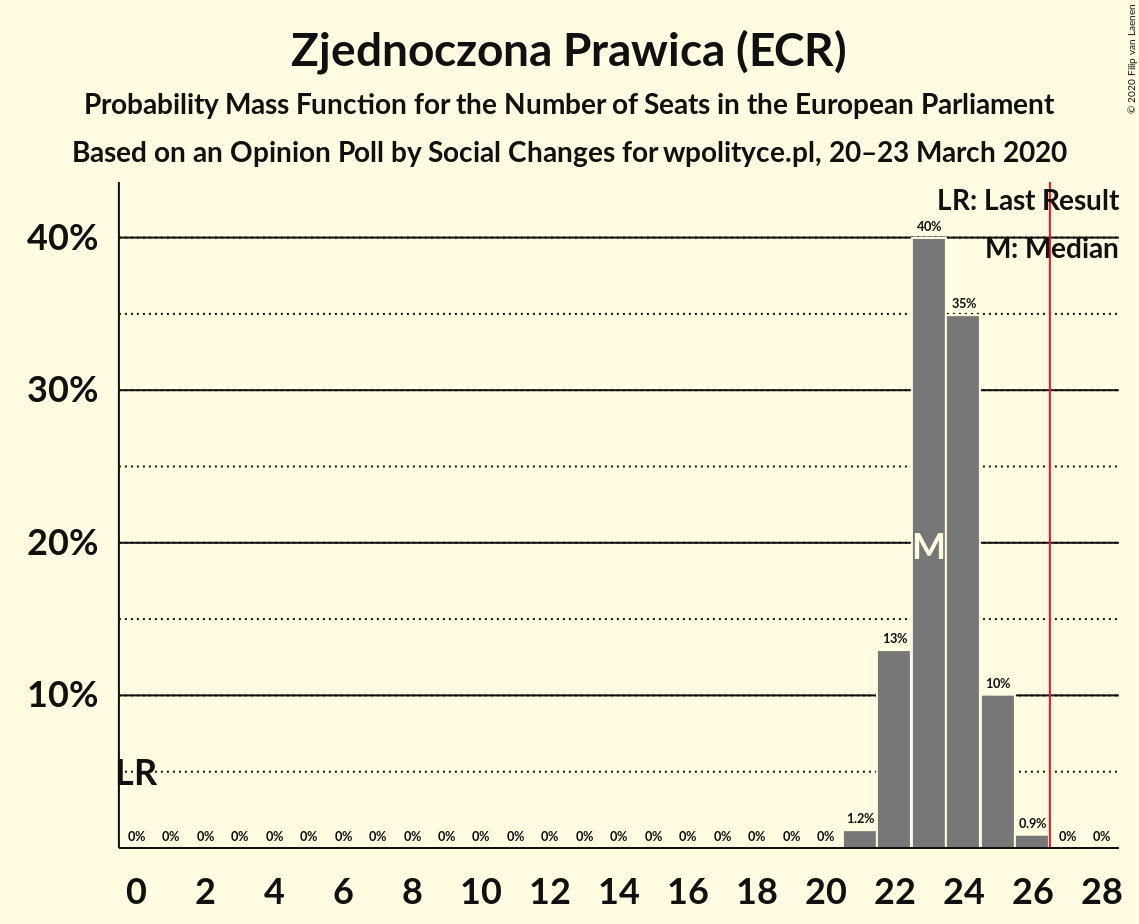 Zjednoczona Prawica (ECR)
Probability Mass Function for the Number of Seats in the European Parliament
Based on an Opinion Poll by Social Changes for wpolityce.pl, 20–23 March 2020
© 2020 Filip van Laenen
LR: Last Result
M: Median
40%
30%
20%
10%
40%
35%
M
13%
10%
LR
0% 0% 0% 0% 0% 0% 0% 0% 0% 0% 0% 0% 0% 0% 0% 0% 0% 0% 0% 0% 0% 1.2% 0.9% 0% 0%
0 2 4 6 8 10 12 14 16 18 20 22 24 26 28